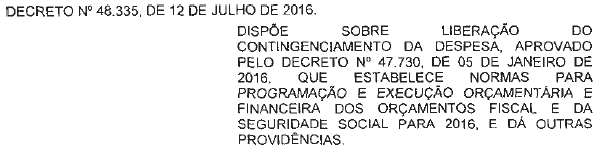 DECRETO Nº 48.335, DE 12 DE JULHO DE 2016.
DISPÕE SOBRE LIBERAÇÃO DO
CONTINGENCIAMENTO DA DESPESA, APROVADO
PELO DECRETO Nº 47.730, DE 05 DE JANEIRO DE
2016, QUE ESTABELECE NORMAS PARA
PROGRAMAÇÃO E EXECUÇÃO ORÇAMENTÁRIA E
FINANCEIRA DOS ORÇAMENTOS FISCAL E DA
SEGURIDADE SOCIAL PARA 2016, E DÁ OUTRAS
PROVIDÊNCIAS.